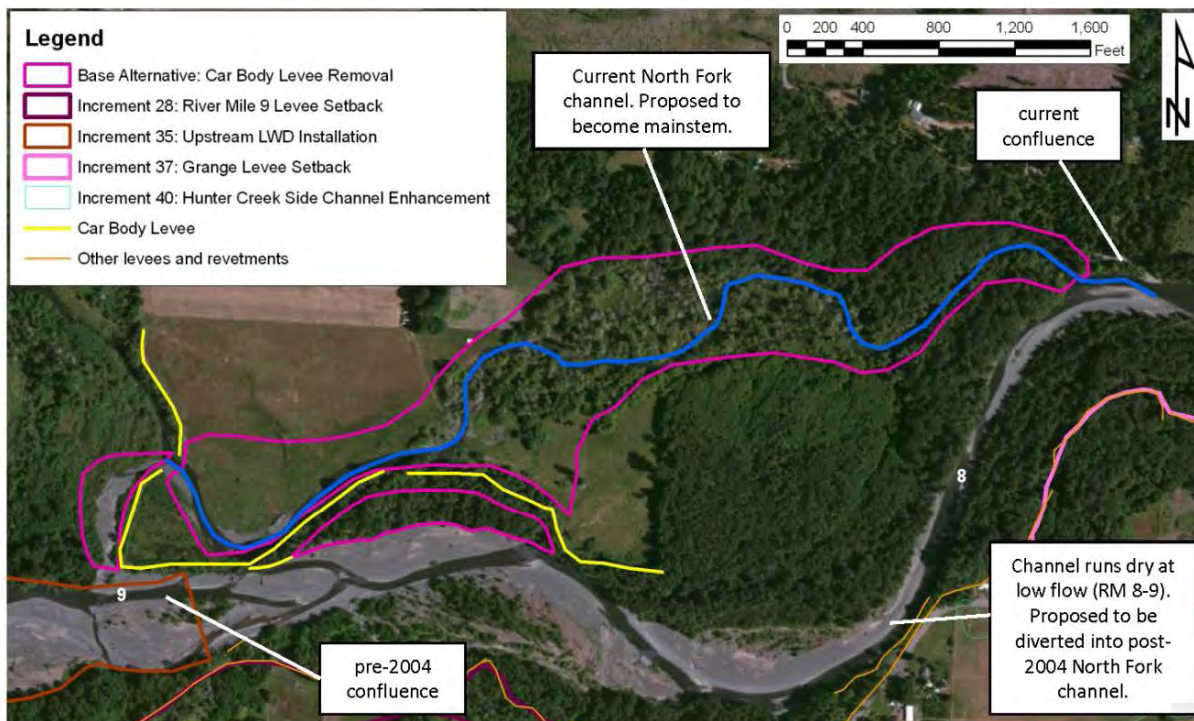 Legend
Base Alternative: Car Body Levee Removal
Increment 28: River Mile 9 Levee Setback
Increment 35: Upstream LWD Installation
Increment 37: Grange Levee Setback
Increment 40: Hunter Creek Side Channel Enhancement
Car Body Levee
Other levees and revetments
0 200 400 800 1,200 1,600
Feet
N
Current North Fork
channel. Proposed to
become mainstem.
current
confluence
8
9
pre-2004
confluence
Channel runs dry at
low flow (RM 8-9).
Proposed to be
diverted into post-
2004 North Fork
channel.